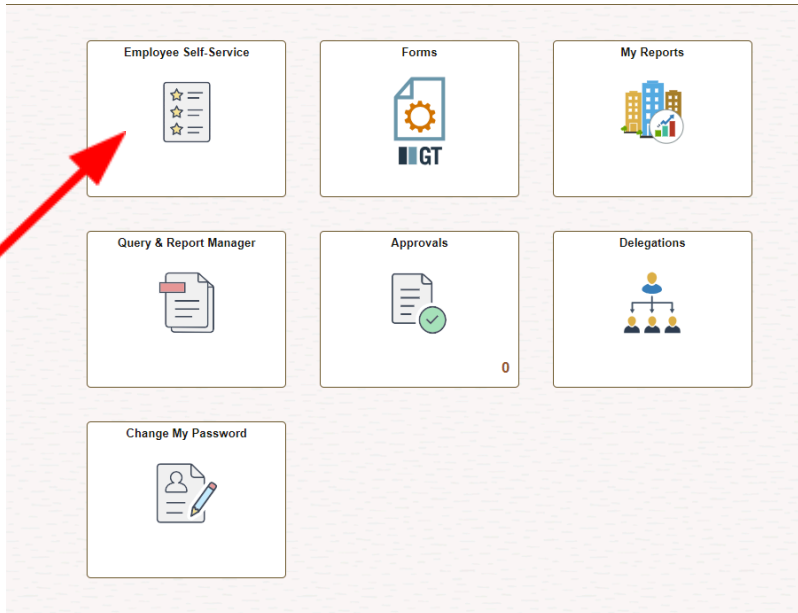 Employee Self-Service
Forms
My Reports
GT
Query & Report Manager
Approvals
Delegations
0
Change My Password